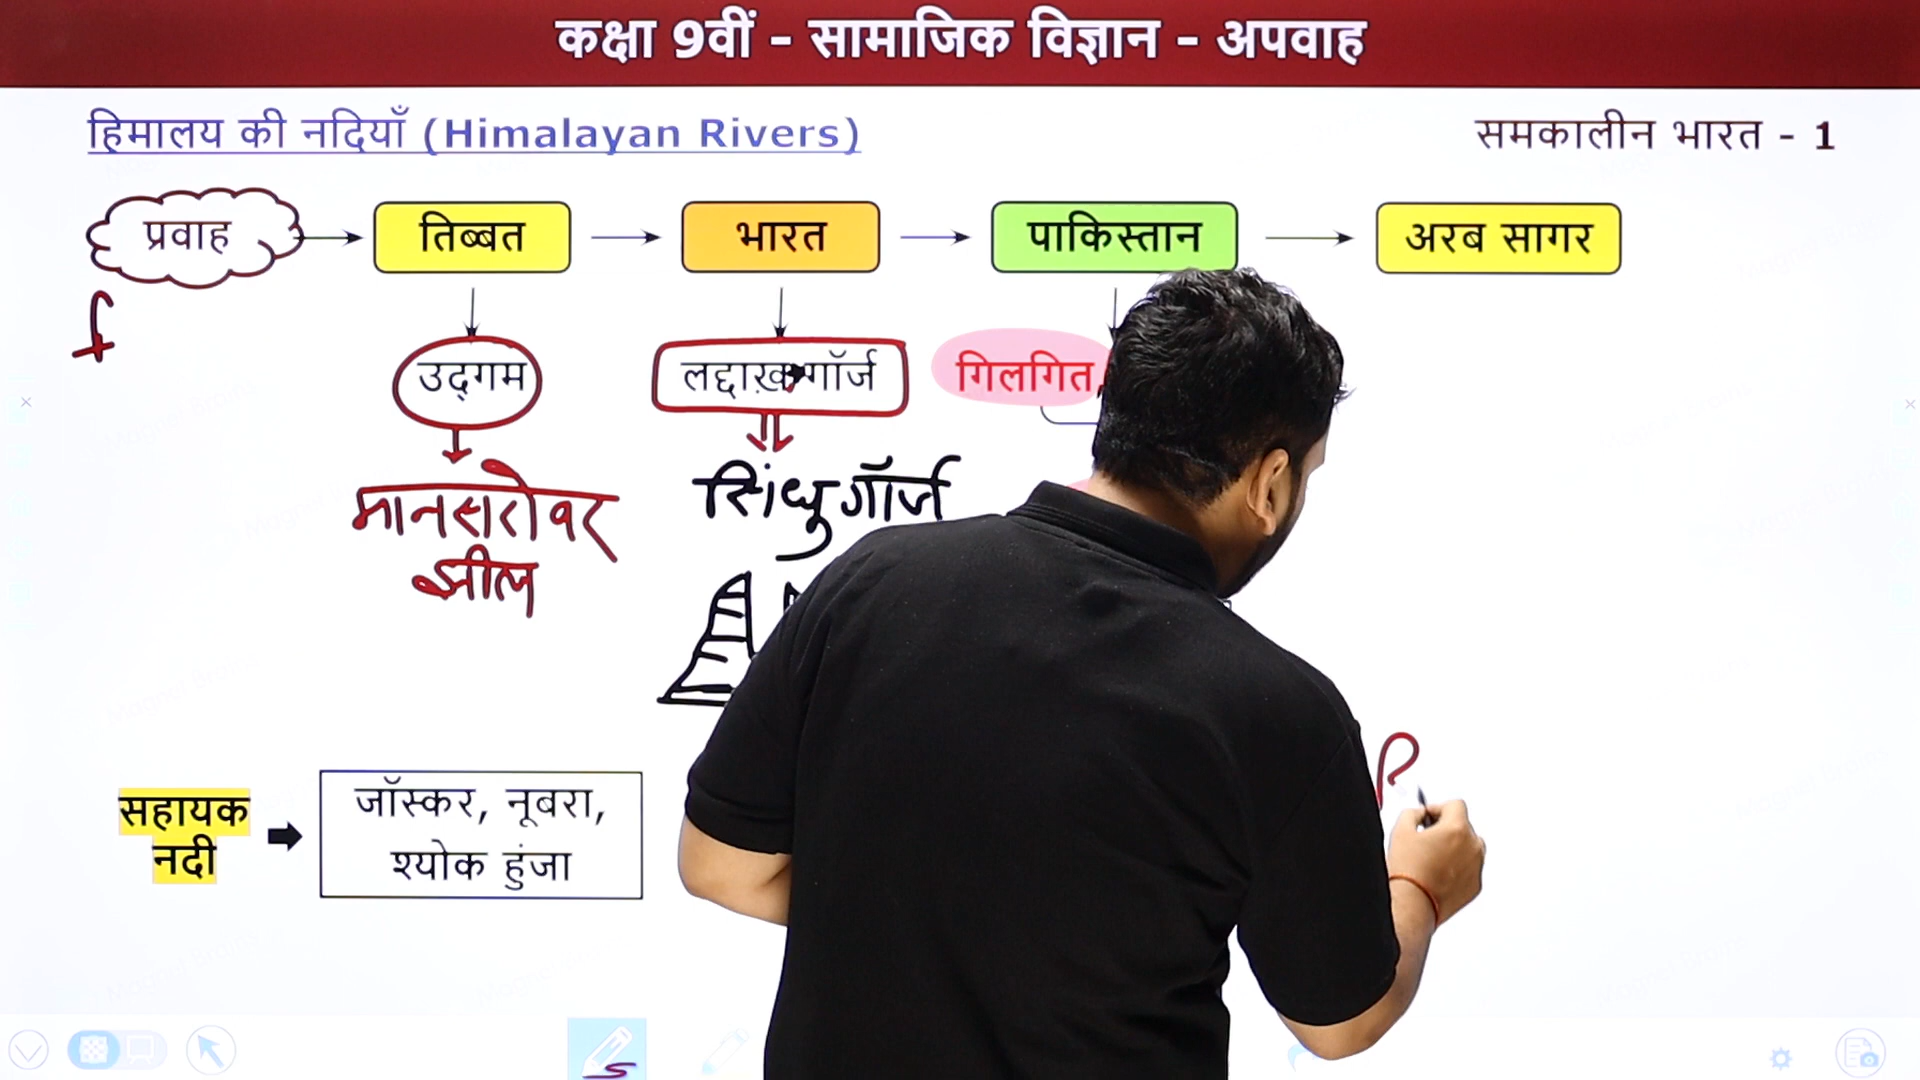 कक्षा 9वीं - सामाजिक विज्ञान - अपवाह
हिमालय की नदियाँ (Himalayan Rivers)
समकालीन भारत - 1
प्रवाह
तिब्बत
भारत
पाकिस्तान
अरब सागर
उद्गम
लद्दाख़ गॉर्ज
गिलगित,
मानसरोवर
झील
सिंधु गॉर्ज
सहायक
नदी
जॉस्कर, नूबरा,
श्योक हुंजा